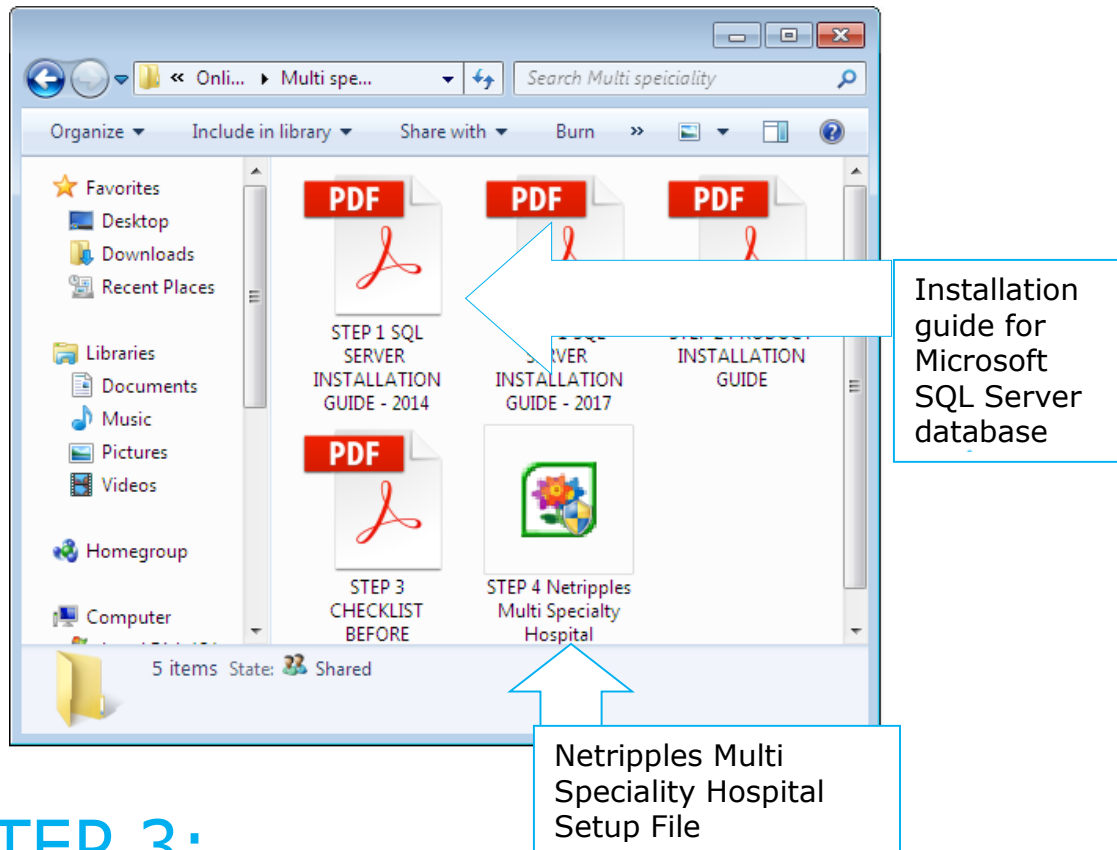 « Onli... ▸ Multi spe...
Search Multi speiciality
Organize
Include in library
Share with
Burn
»
Favorites
Desktop
Downloads
Recent Places
Libraries
Documents
Music
Pictures
Videos
Homegroup
Computer
PDF
STEP 1 SQL
SERVER
INSTALLATION
GUIDE - 2014
PDF
INSTALLATION
GUIDE - 2017
PDF
INSTALLATION
GUIDE
PDF
STEP 3
CHECKLIST
BEFORE
STEP 4 Netripples
Multi Specialty
Hospital
5 items State: Shared
Installation
guide for
Microsoft
SQL Server
database
Netripples Multi
Speciality Hospital
Setup File
TEP 3: